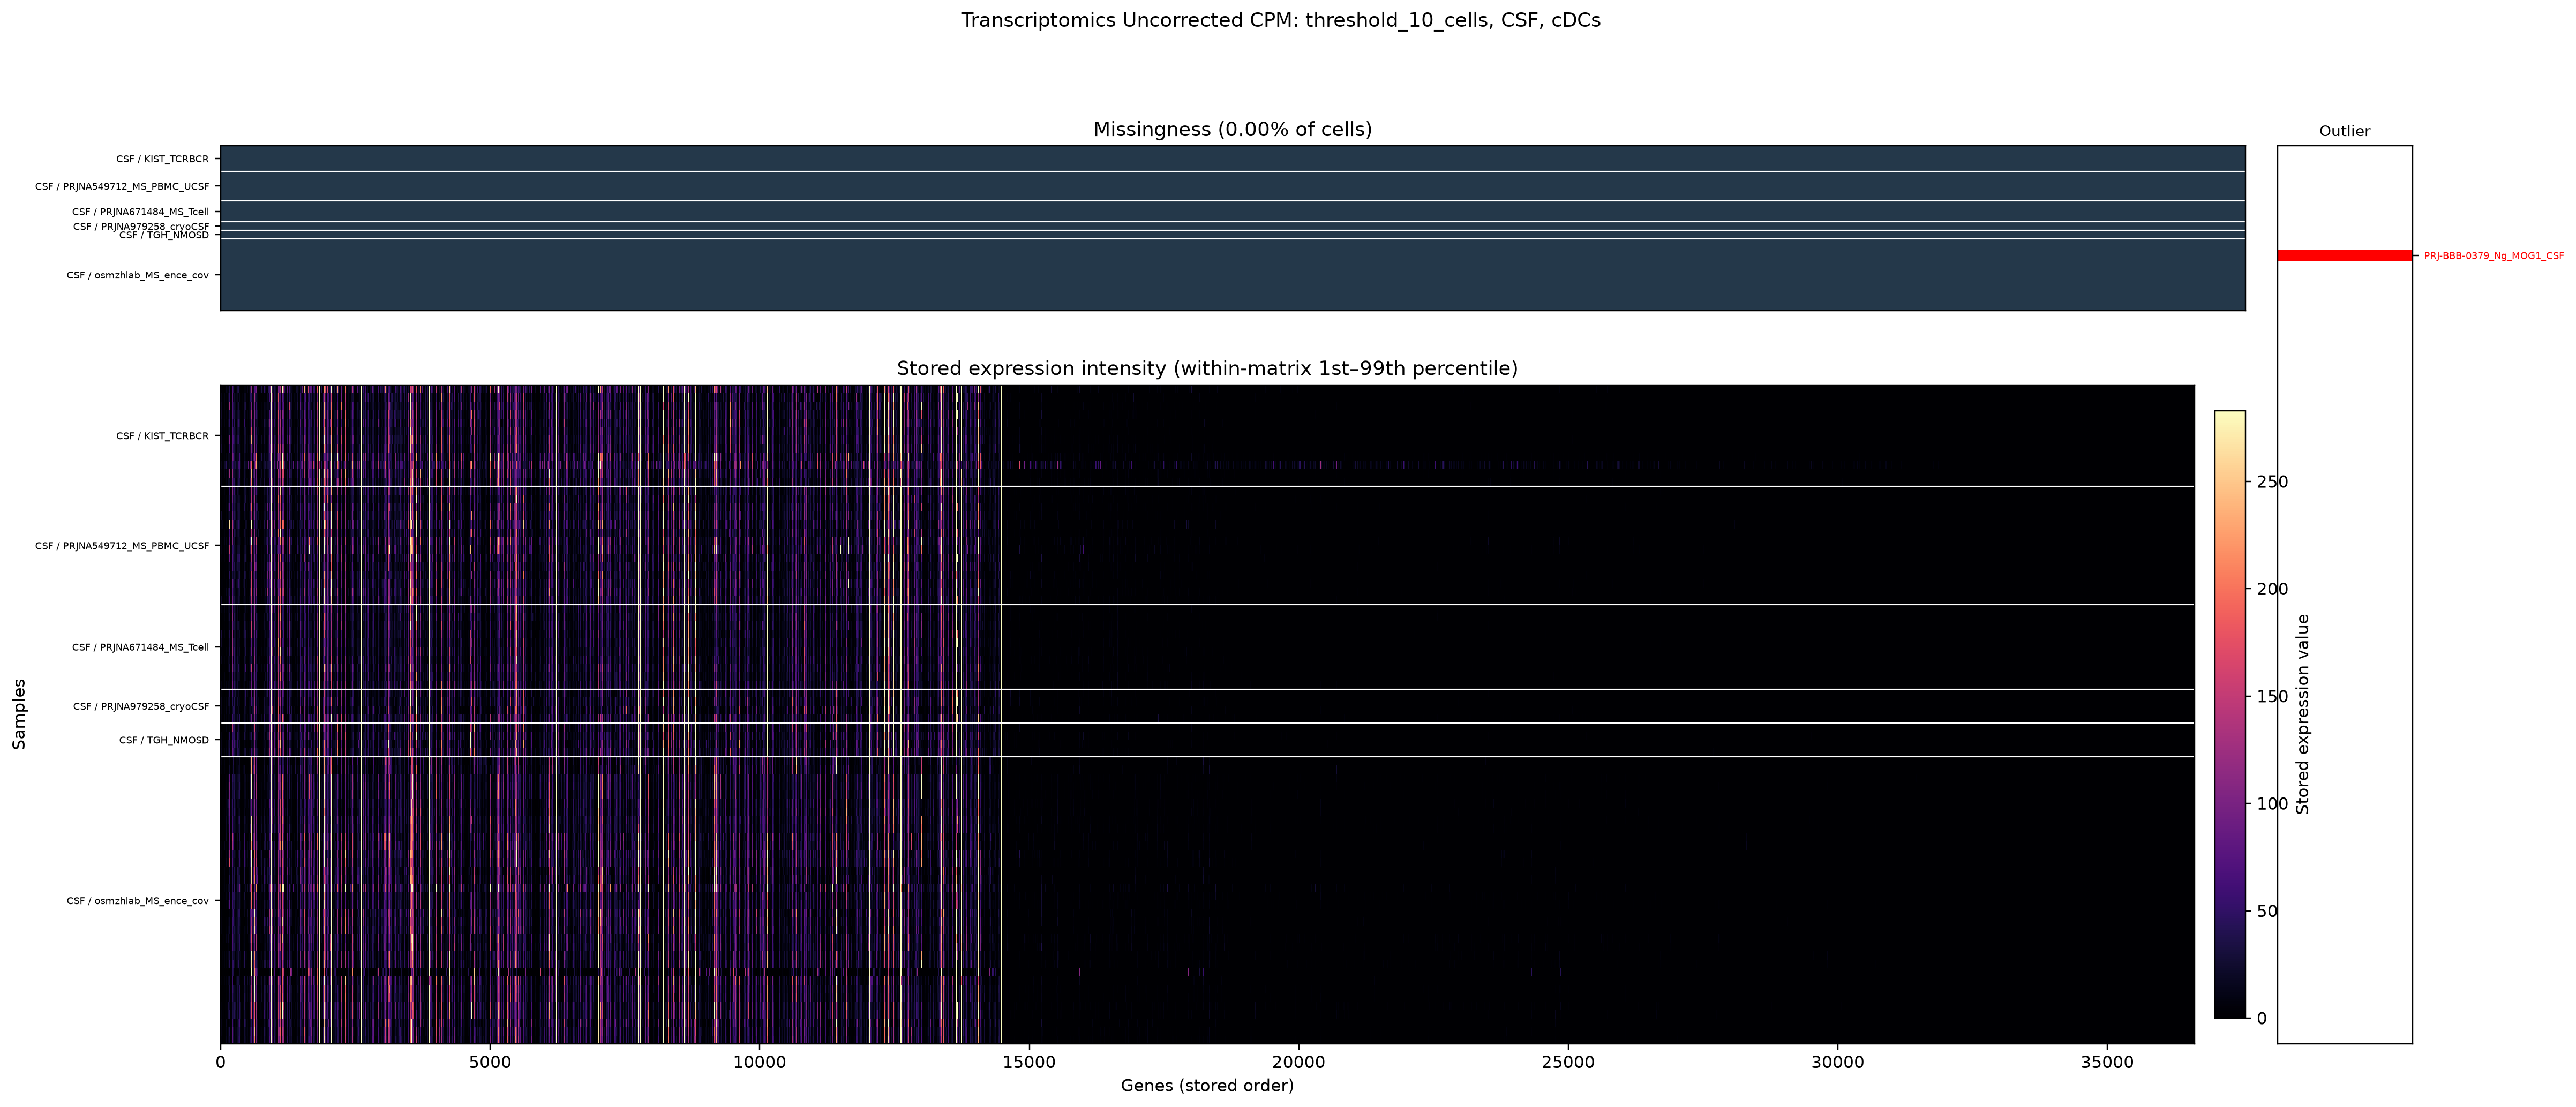 Transcriptomics Uncorrected CPM: threshold_10_cells, CSF, cDCs
Missingness (0.00% of cells)
Outlier
CSF / KIST_TCRBCR
CSF / PRJNA549712_MS_PBMC_UCSF
CSF / PRJNA671484_MS_Tcell
CSF / PRJNA979258_cryoCSF
CSF / TGH_NMOSD
CSF / osmzhlab_MS_ence_cov
PRJ-BBB-0379_Ng_MOG1_CSF
Stored expression intensity (within-matrix 1st–99th percentile)
Samples
CSF / KIST_TCRBCR
CSF / PRJNA549712_MS_PBMC_UCSF
CSF / PRJNA671484_MS_Tcell
CSF / PRJNA979258_cryoCSF
CSF / TGH_NMOSD
CSF / osmzhlab_MS_ence_cov
250
200
150
100
50
0
Stored expression value
0 5000 10000 15000 20000 25000 30000 35000
Genes (stored order)